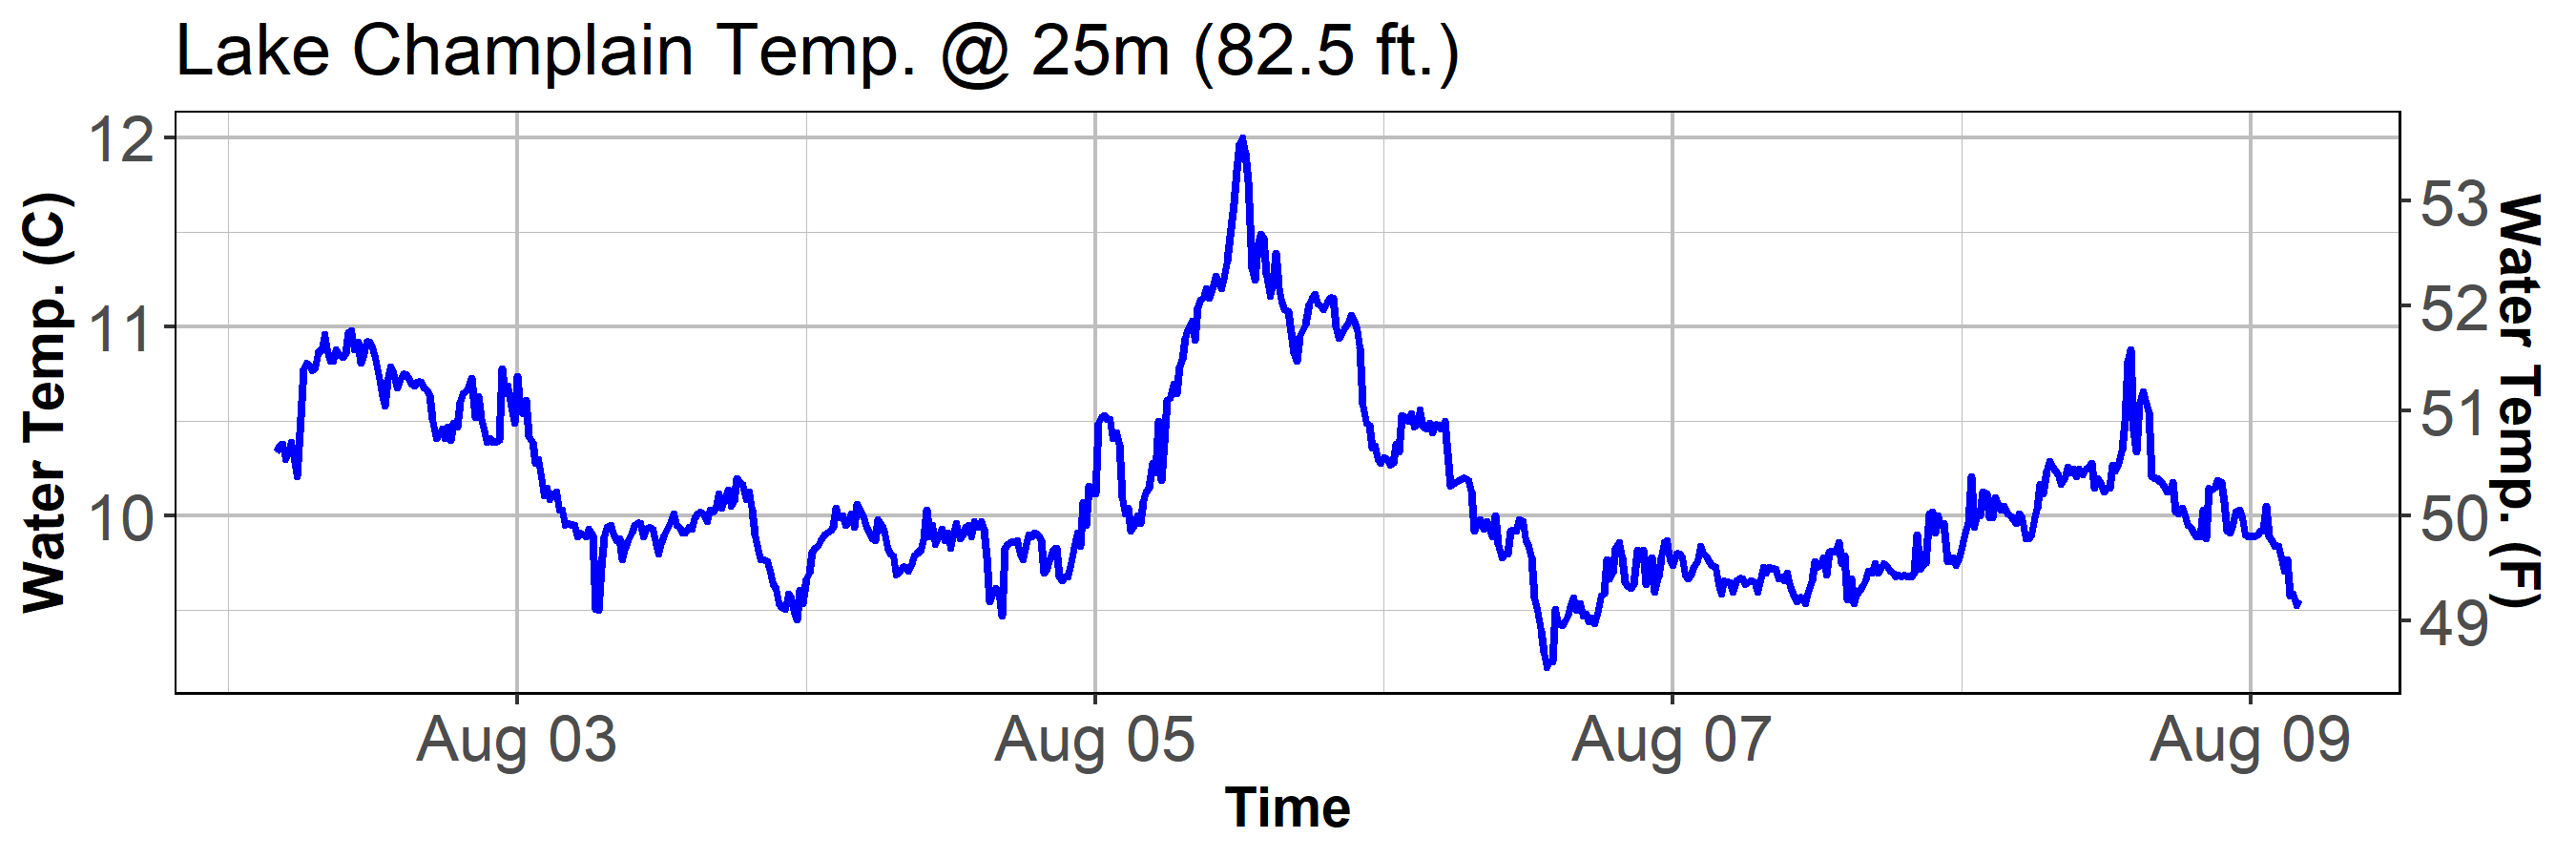 Lake Champlain Temp. @ 25m (82.5 ft.)
Water Temp. (C)
12
11
10
53
52
51
50
49
Water Temp. (F)
Aug 03
Aug 05
Aug 07
Aug 09
Time